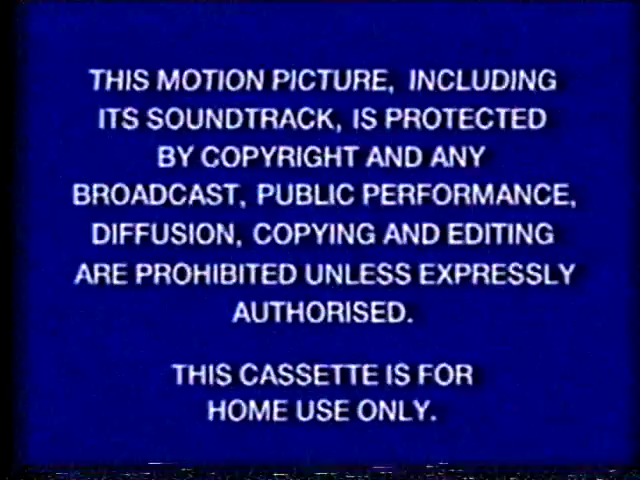 THIS MOTION PICTURE, INCLUDING
ITS SOUNDTRACK, IS PROTECTED
BY COPYRIGHT AND ANY
BROADCAST, PUBLIC PERFORMANCE,
DIFFUSION, COPYING AND EDITING
ARE PROHIBITED UNLESS EXPRESSLY
AUTHORISED.
THIS CASSETTE IS FOR
HOME USE ONLY.